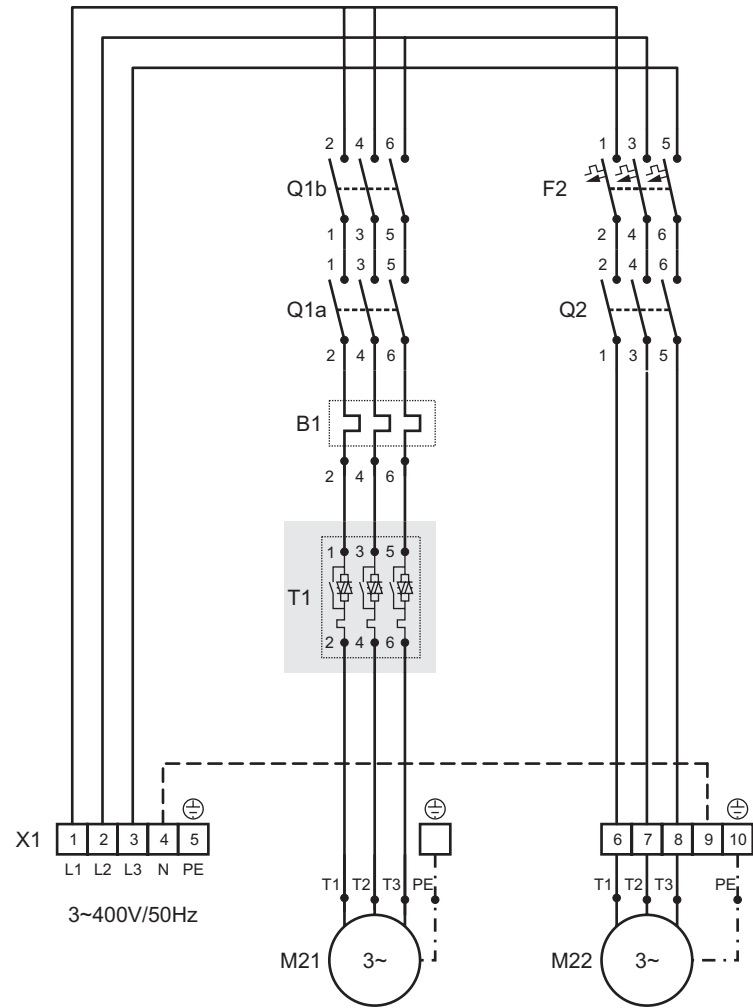 2 4 6 1 3 5
Q1b F2
1 3 5 2 4 6
1 3 5 2 4 6
Q1a Q2
2 4 6 1 3 5
B1
2 4 6
1 3 5
T1
2 4 6
X1 1 2 3 4 5 6 7 8 9 10
L1 L2 L3 N PE T1 T2 T3 PE T1 T2 T3 PE
3~400V/50Hz
M21 3~ M22 3~